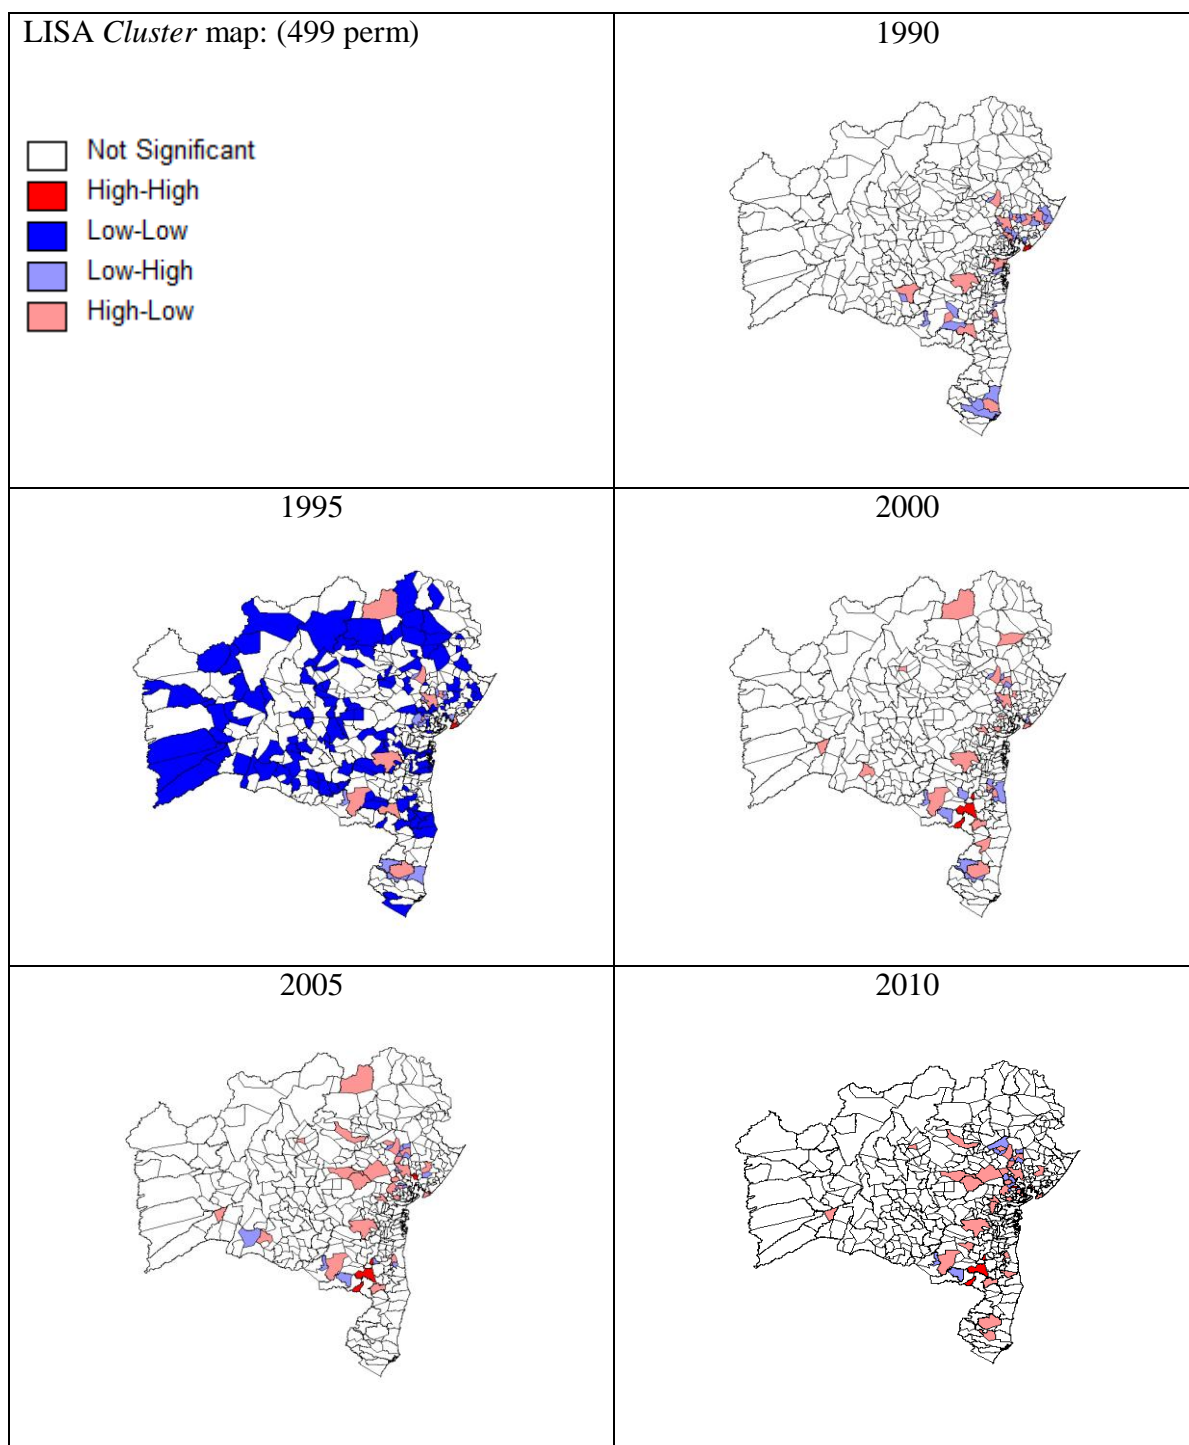 LISA Cluster map: (499 perm)
Not Significant
High-High
Low-Low
Low-High
High-Low
1990
1995
2000
2005
2010